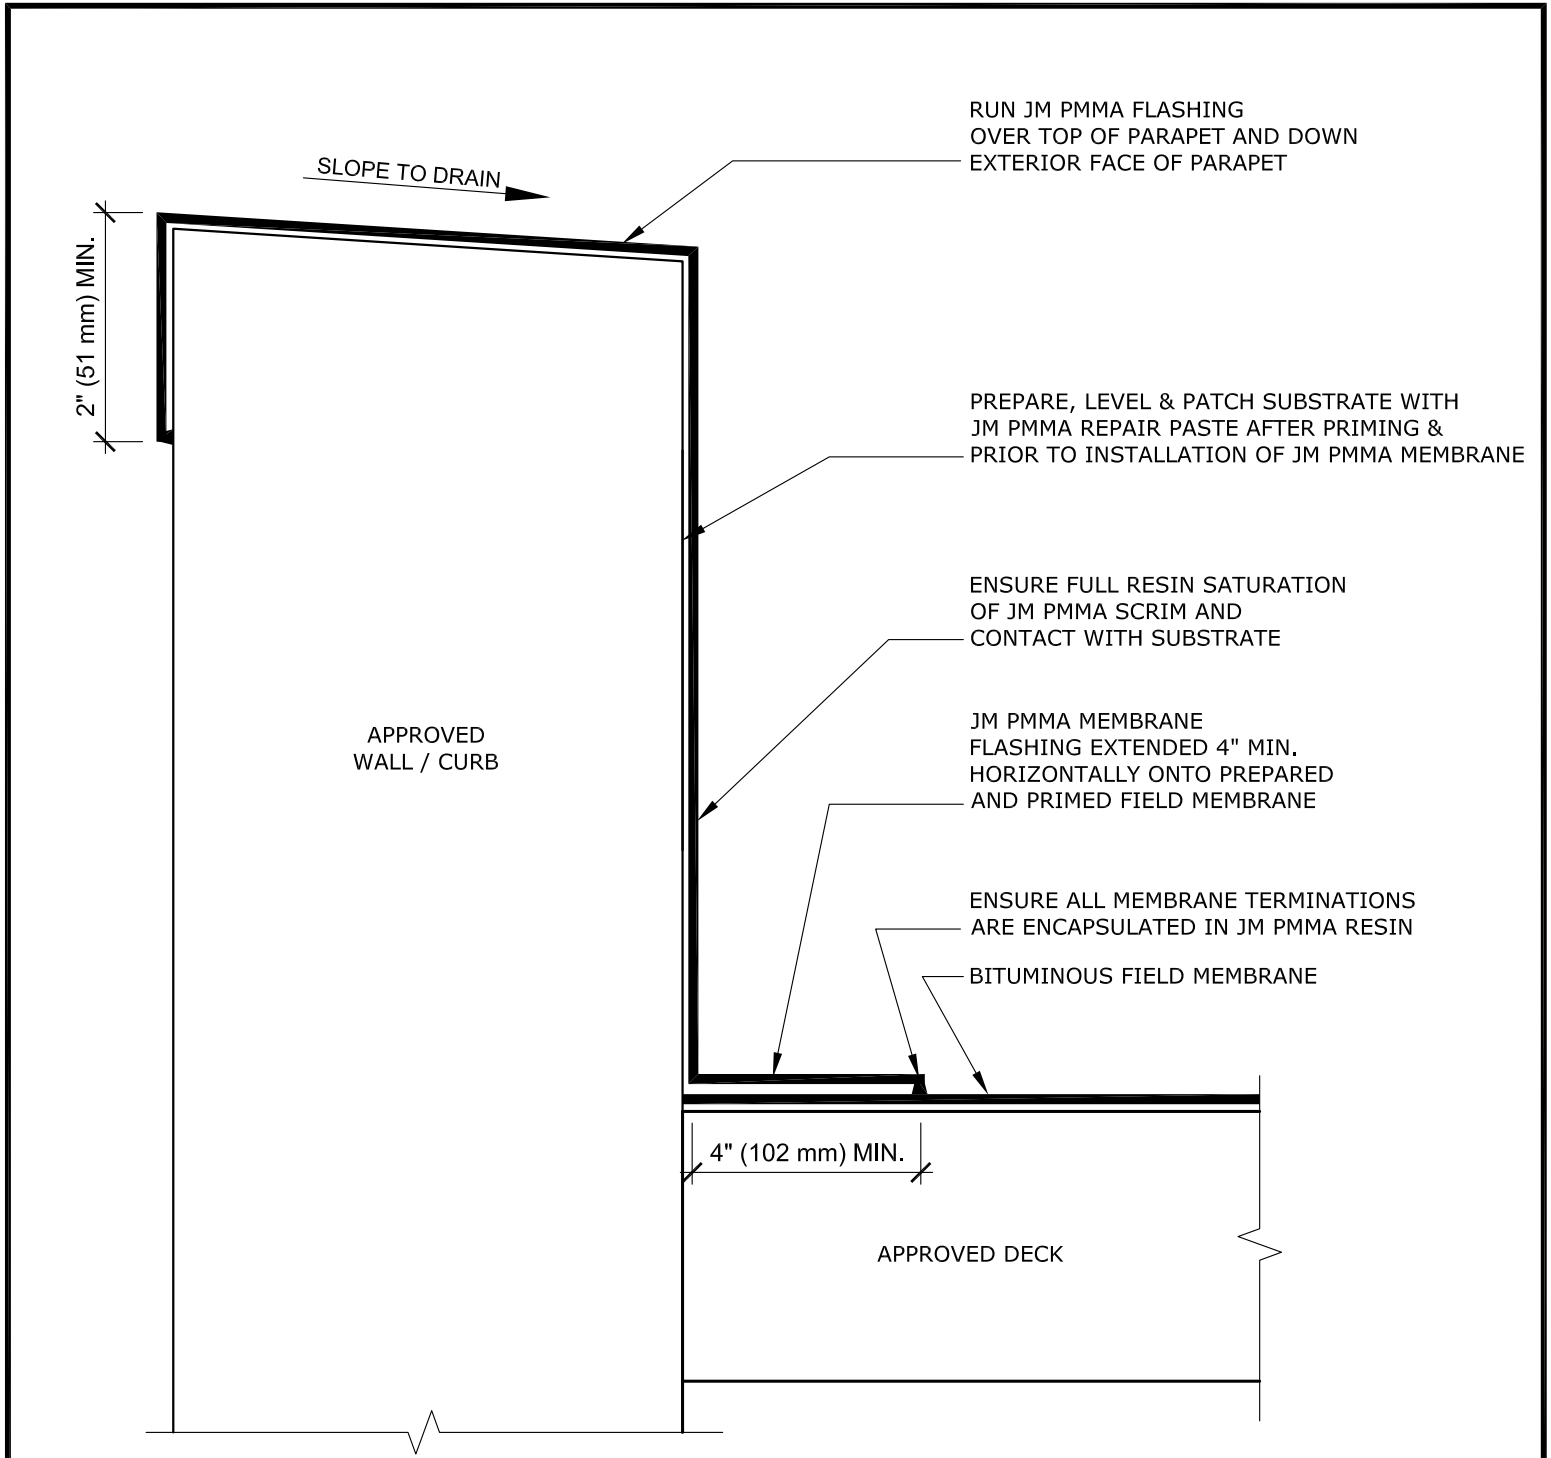 RUN JM PMMA FLASHING
OVER TOP OF PARAPET AND DOWN
EXTERIOR FACE OF PARAPET
SLOPE TO DRAIN
2" (51 mm) MIN.
PREPARE, LEVEL & PATCH SUBSTRATE WITH
JM PMMA REPAIR PASTE AFTER PRIMING &
PRIOR TO INSTALLATION OF JM PMMA MEMBRANE
ENSURE FULL RESIN SATURATION
OF JM PMMA SCRIM AND
CONTACT WITH SUBSTRATE
APPROVED
WALL / CURB
JM PMMA MEMBRANE
FLASHING EXTENDED 4" MIN.
HORIZONTALLY ONTO PREPARED
AND PRIMED FIELD MEMBRANE
ENSURE ALL MEMBRANE TERMINATIONS
ARE ENCAPSULATED IN JM PMMA RESIN
BITUMINOUS FIELD MEMBRANE
4" (102 mm) MIN.
APPROVED DECK